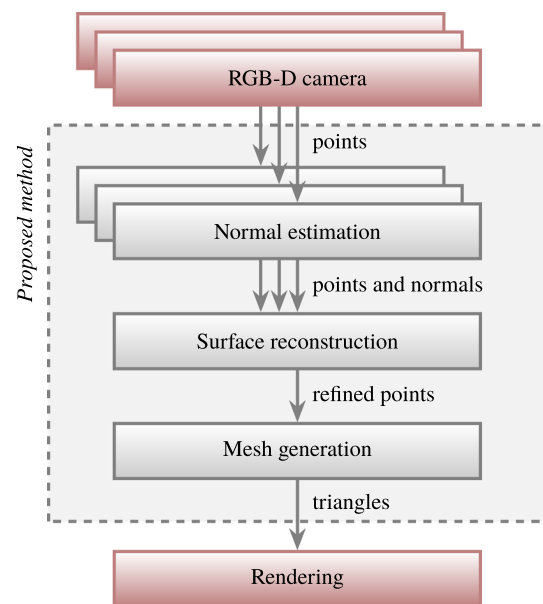 RGB-D camera
points
Proposed method
Normal estimation
points and normals
Surface reconstruction
refined points
Mesh generation
triangles
Rendering